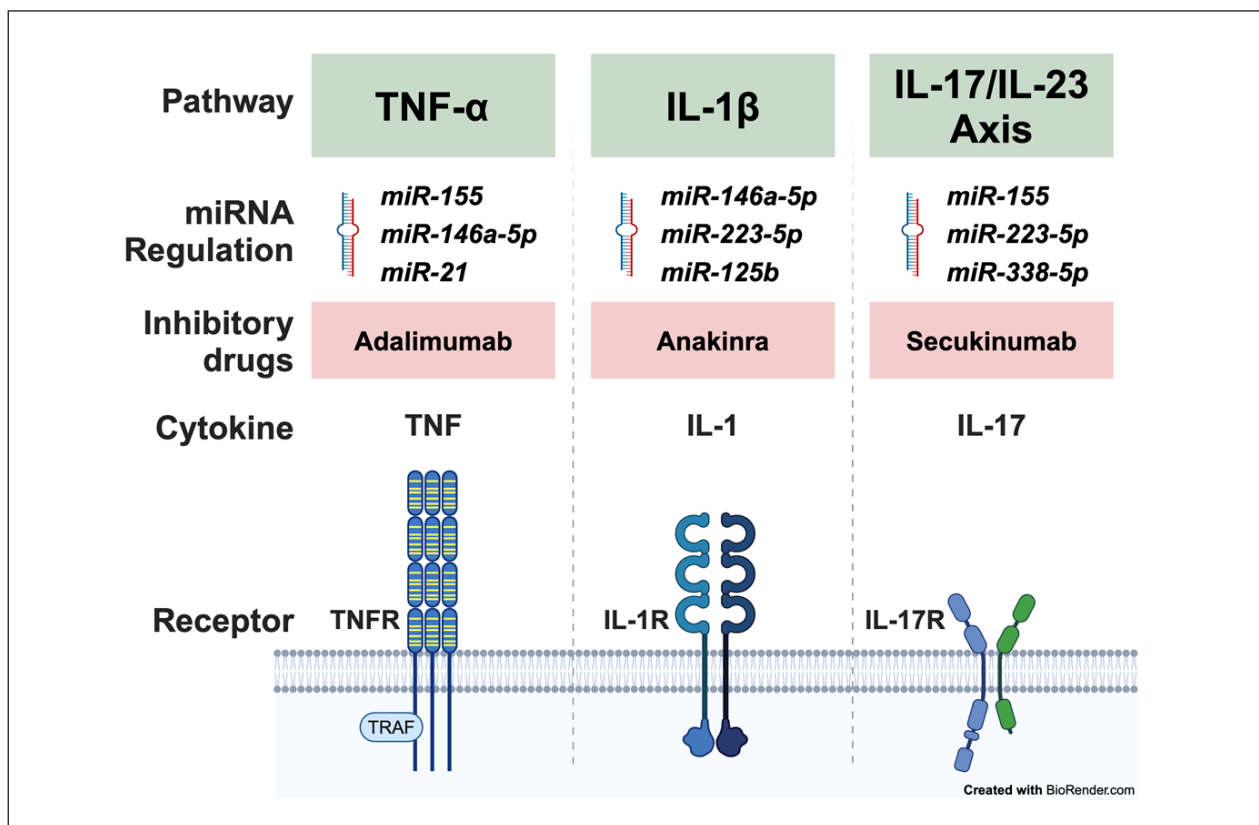 Pathway
TNF-α
IL-1β
IL-17/IL-23
Axis
miRNA
Regulation
miR-155
miR-146a-5p
miR-21
miR-146a-5p
miR-223-5p
miR-125b
miR-155
miR-223-5p
miR-338-5p
Inhibitory
drugs
Adalimumab
Anakinra
Secukinumab
Cytokine
TNF
IL-1
IL-17
Receptor
TNFR
IL-1R
IL-17R
TRAF
Created with BioRender.com